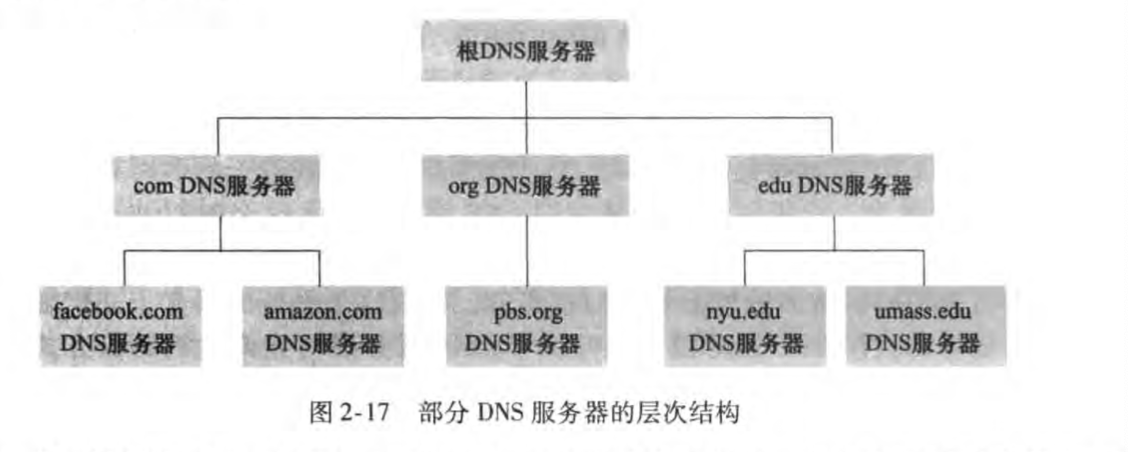 根DNS服务器
com DNS服务器
org DNS服务器
edu DNS服务器
facebook.com
DNS服务器
amazon.com
DNS服务器
pbs.org
DNS服务器
nyu.edu
DNS服务器
umass.edu
DNS服务器
图 2-17 部分 DNS 服务器的层次结构